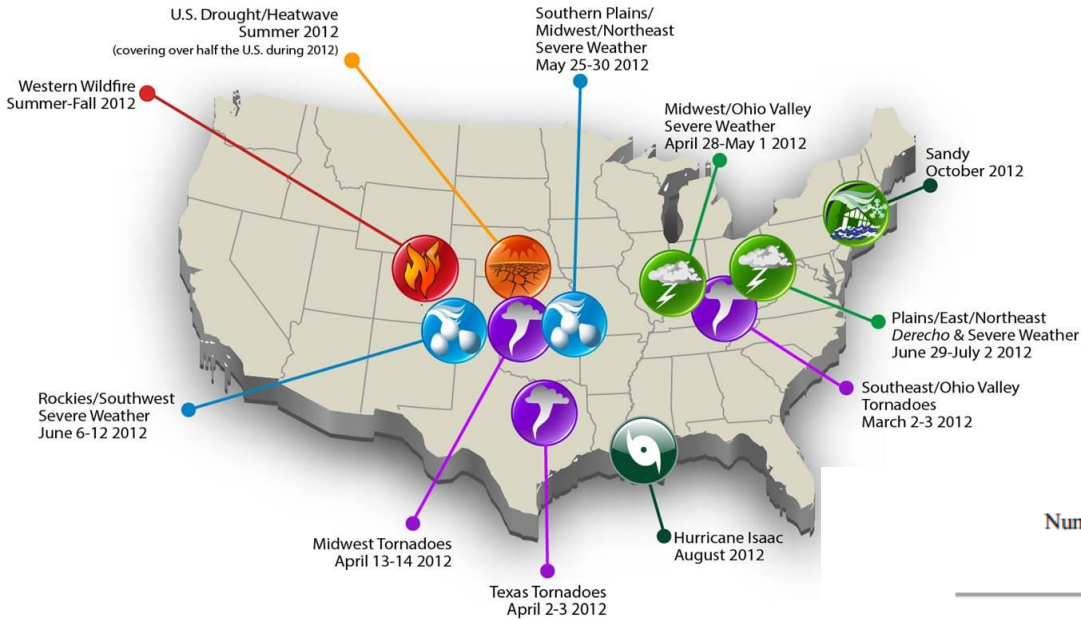 U.S. Drought/Heatwave
Summer 2012
(covering over half the U.S. during 2012)
Southern Plains/
Midwest/Northeast
Severe Weather
May 25-30 2012
Western Wildfire
Summer-Fall 2012
Midwest/Ohio Valley
Severe Weather
April 28-May 1 2012
Sandy
October 2012
Plains/East/Northeast
Derecho & Severe Weather
June 29-July 2 2012
Rockies/Southwest
Severe Weather
June 6-12 2012
Southeast/Ohio Valley
Tornadoes
March 2-3 2012
Midwest Tornadoes
April 13-14 2012
Hurricane Isaac
August 2012
Texas Tornadoes
April 2-3 2012